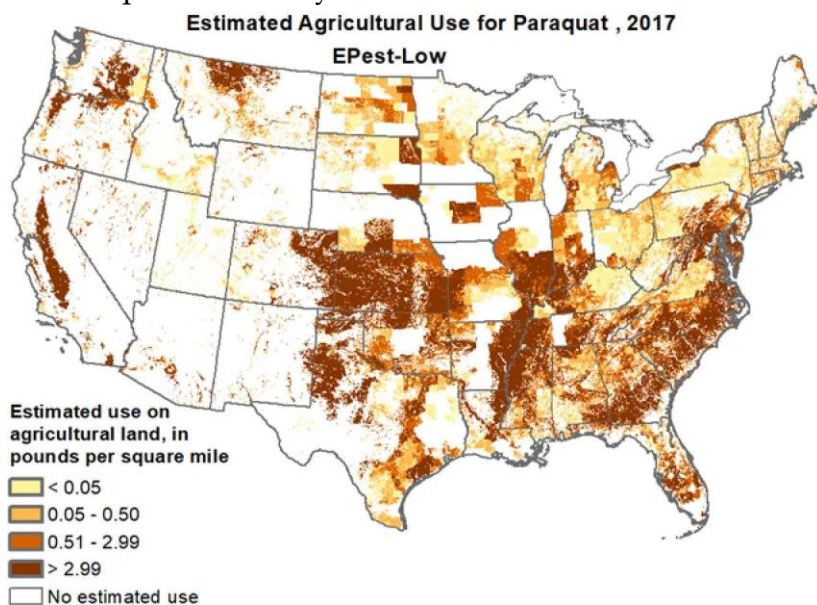 Estimated Agricultural Use for Paraquat , 2017
EPest-Low
Estimated use on
agricultural land, in
pounds per square mile
< 0.05
0.05 - 0.50
0.51 - 2.99
> 2.99
No estimated use